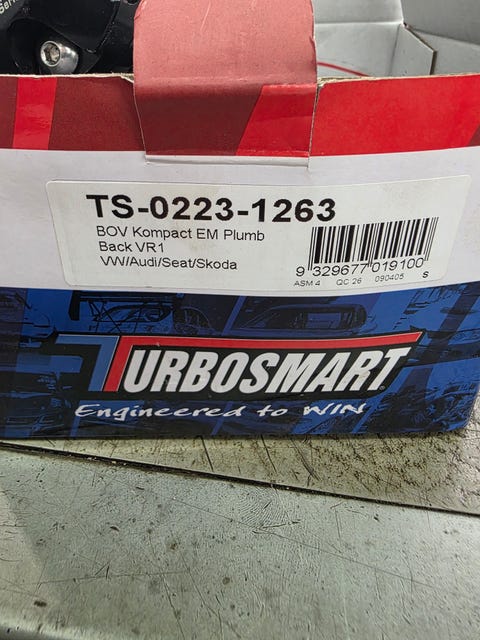 TS-0223-1263
BOV Kompact EM Plumb
Back VR1
VW/Audi/Seat/Skoda
9 329677 019100
ASM 4 QC 26 090405 S
TURBOSMART
Engineered to WIN